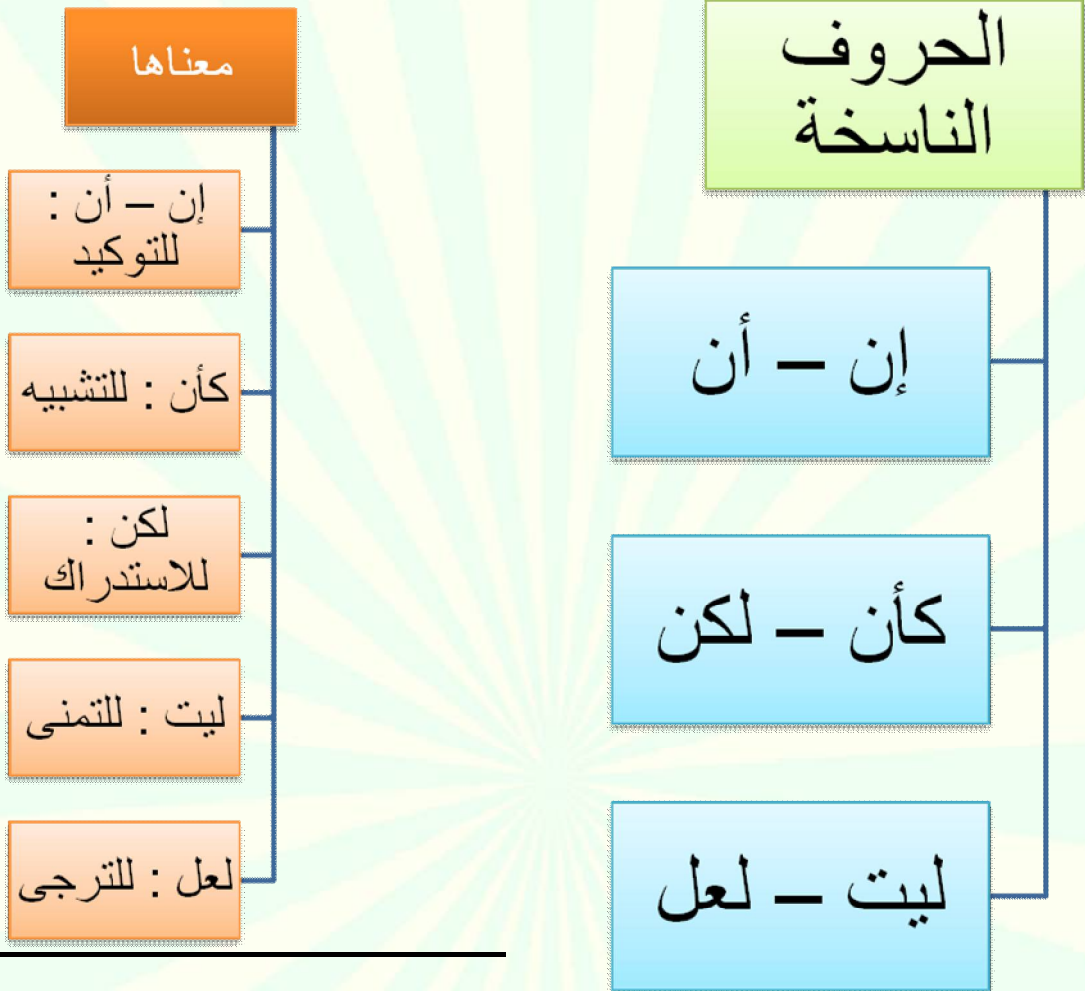 الحروف
الناسخة
إن – أن
كأن – لكن
ليت – لعل
معناها
إن – أن :
للتوكيد
كأن : للتشبيه
لكن :
للاستدراك
ليت : للتمنى
لعل : للترجى